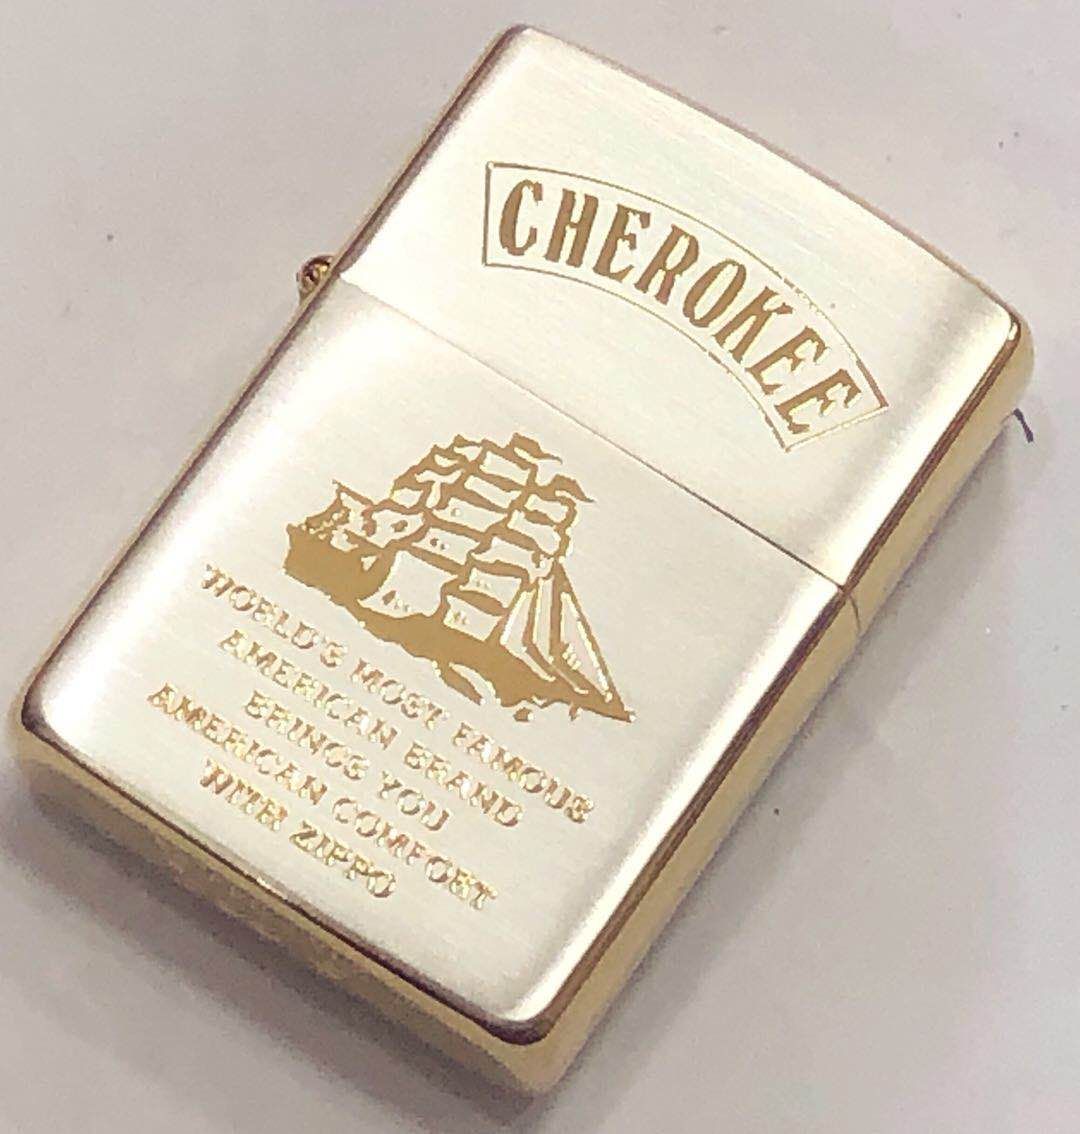 CHEROKEE
WORLD'S MOST FAMOUS
AMERICAN BRAND
BRINGS YOU
AMERICAN COMFORT
WITH ZIPPO